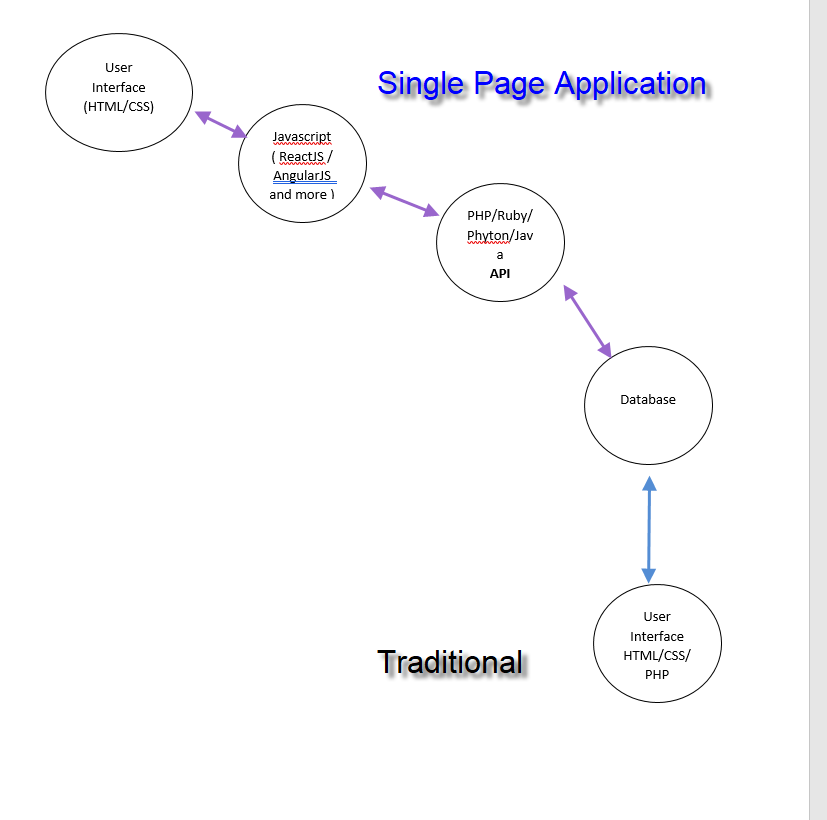 User
Interface
(HTML/CSS)
Single Page Application
Javascript
( ReactJS /
AngularJS
and more )
PHP/Ruby/
Phyton/Jav
a
API
Database
User
Interface
HTML/CSS/
PHP
Traditional